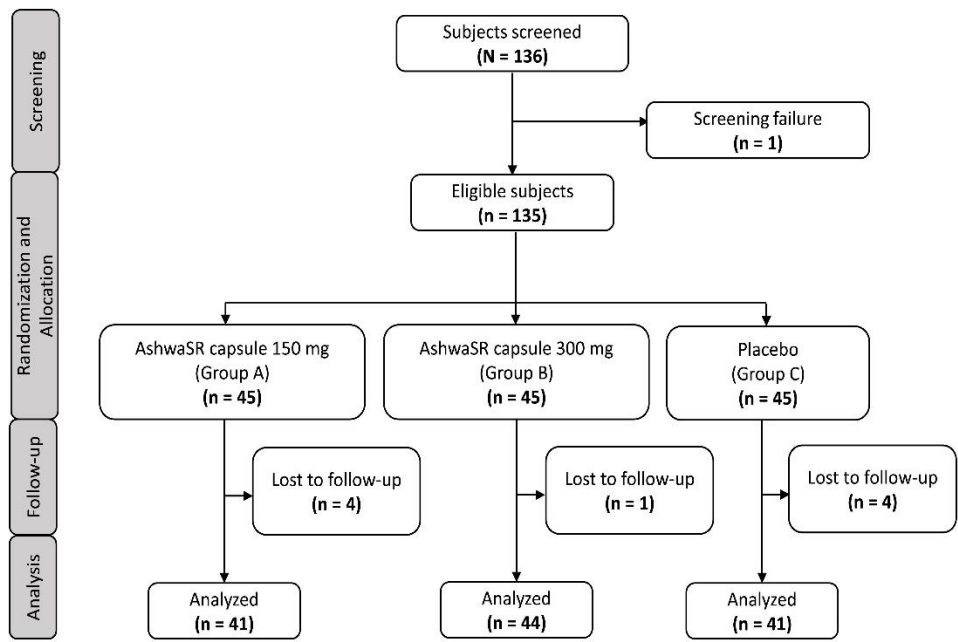 Screening
Subjects screened
(N = 136)
Screening failure
(n = 1)
Randomization and
Allocation
Eligible subjects
(n = 135)
AshwaSR capsule 150 mg
(Group A)
(n = 45)
AshwaSR capsule 300 mg
(Group B)
(n = 45)
Placebo
(Group C)
(n = 45)
Follow-up
Lost to follow-up
(n = 4)
Lost to follow-up
(n = 1)
Lost to follow-up
(n = 4)
Analysis
Analyzed
(n = 41)
Analyzed
(n = 44)
Analyzed
(n = 41)